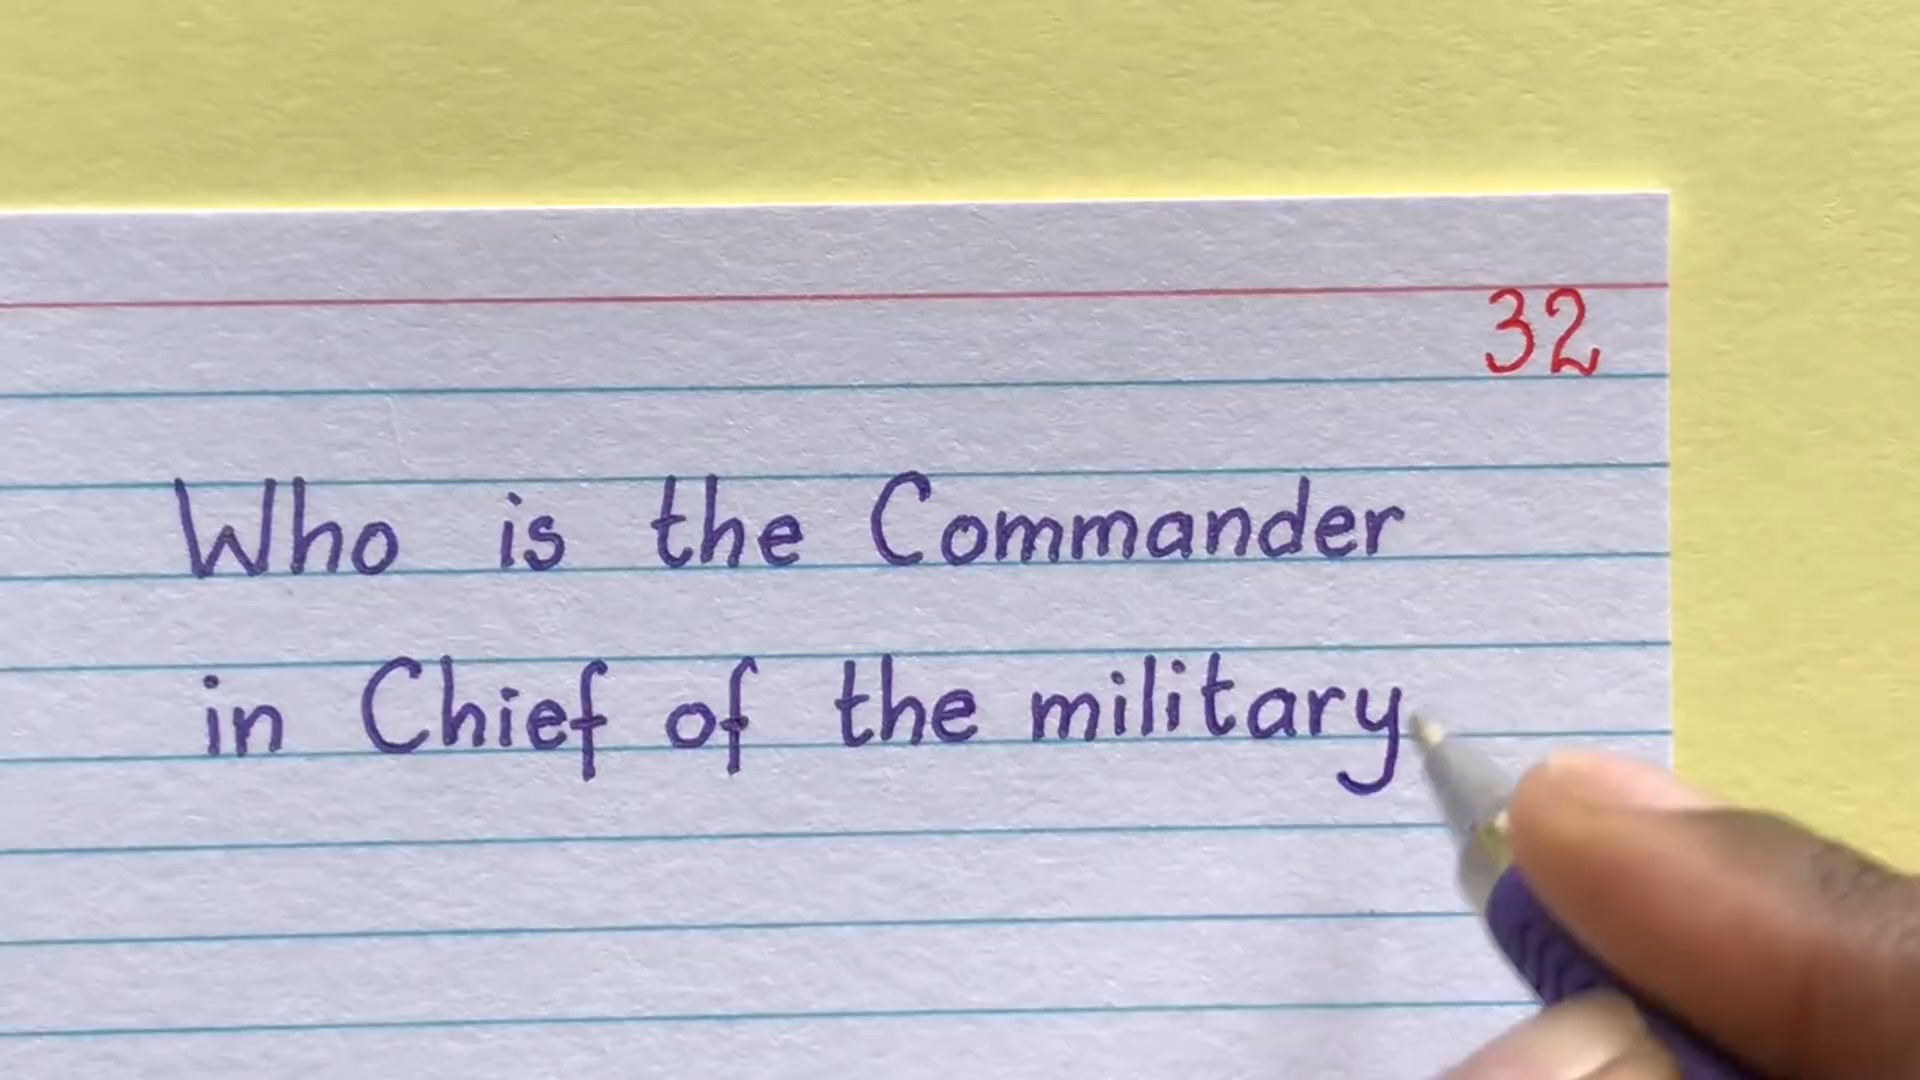 32
Who is the Commander
in Chief of the military